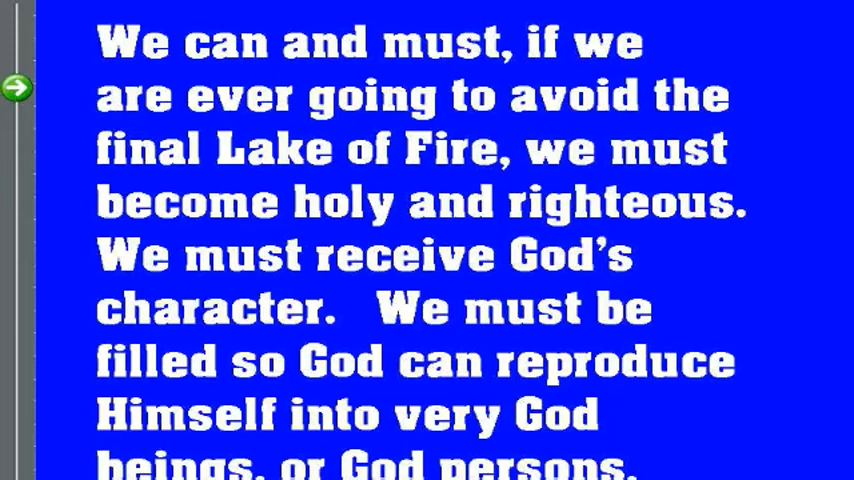 We can and must, if we
are ever going to avoid the
final Lake of Fire, we must
become holy and righteous.
We must receive God's
character.   We must be
filled so God can reproduce
Himself into very God
beings, or God persons.